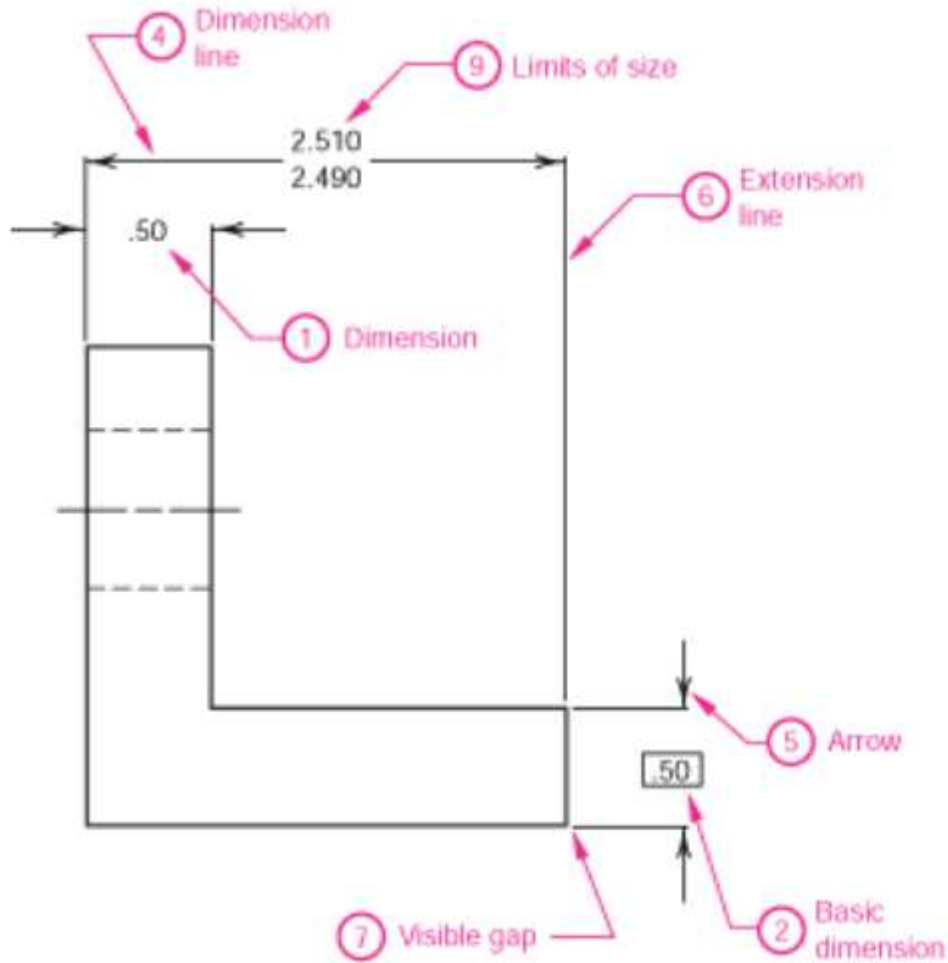 4 Dimension
line
9 Limits of size
2.510
2.490
6 Extension
line
.50
1 Dimension
5 Arrow
.50
7 Visible gap
2 Basic
dimension